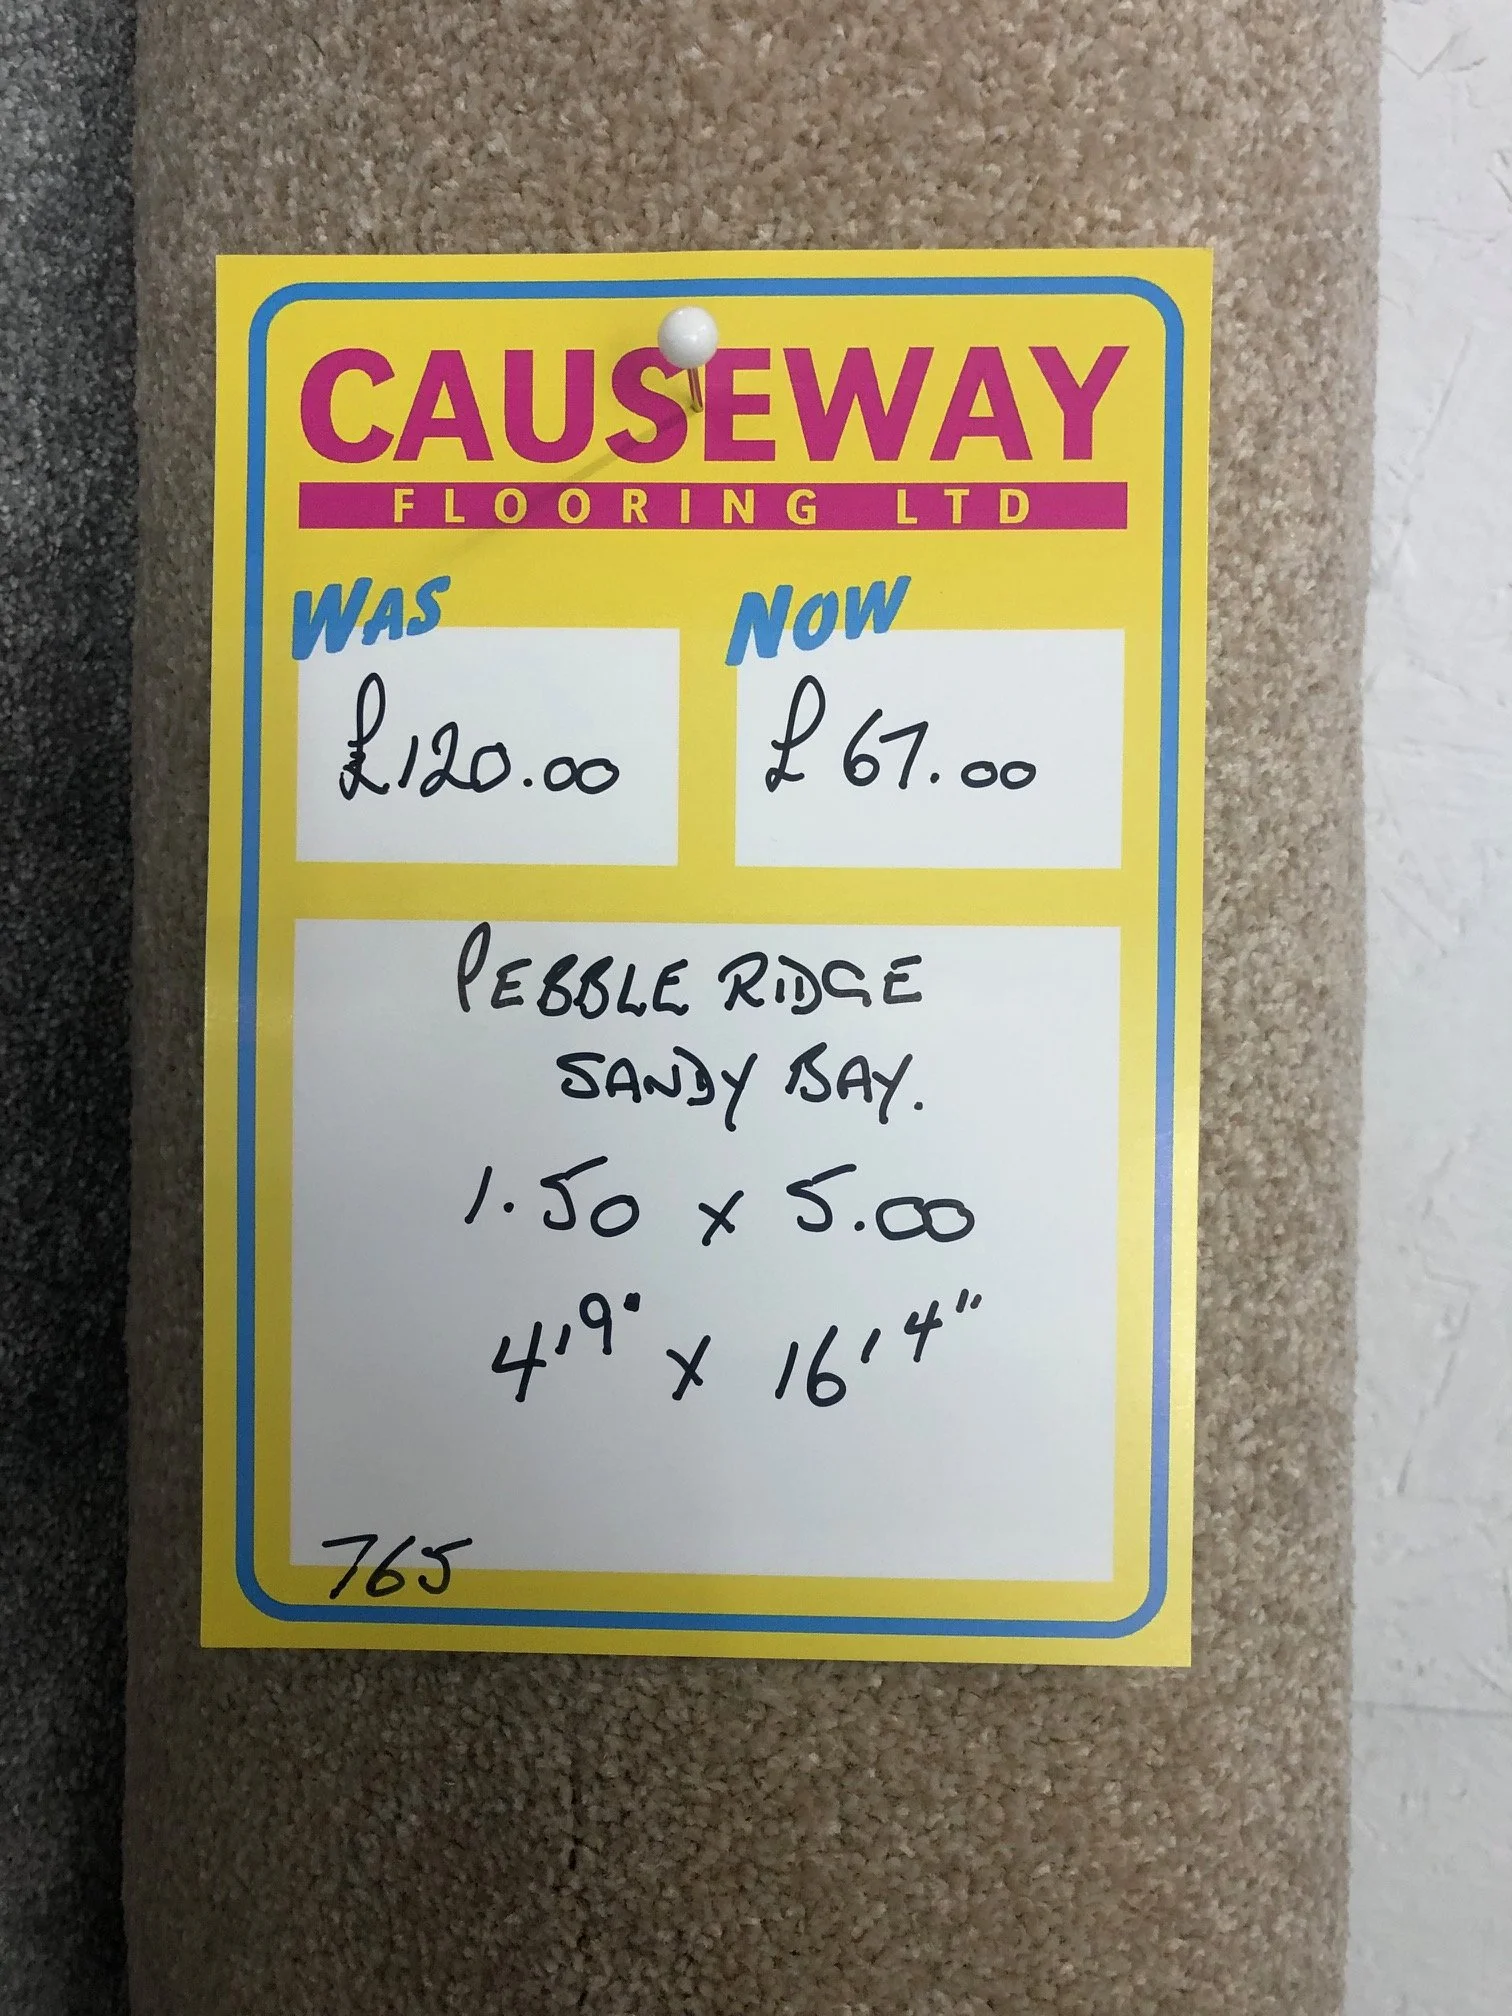 CAUSEWAY
FLOORING LTD
WAS
NOW
£120.00
£67.00
PEBBLE RIDGE
SANDY BAY.
1.50 x 5.00
4'9" x 16'4"
765